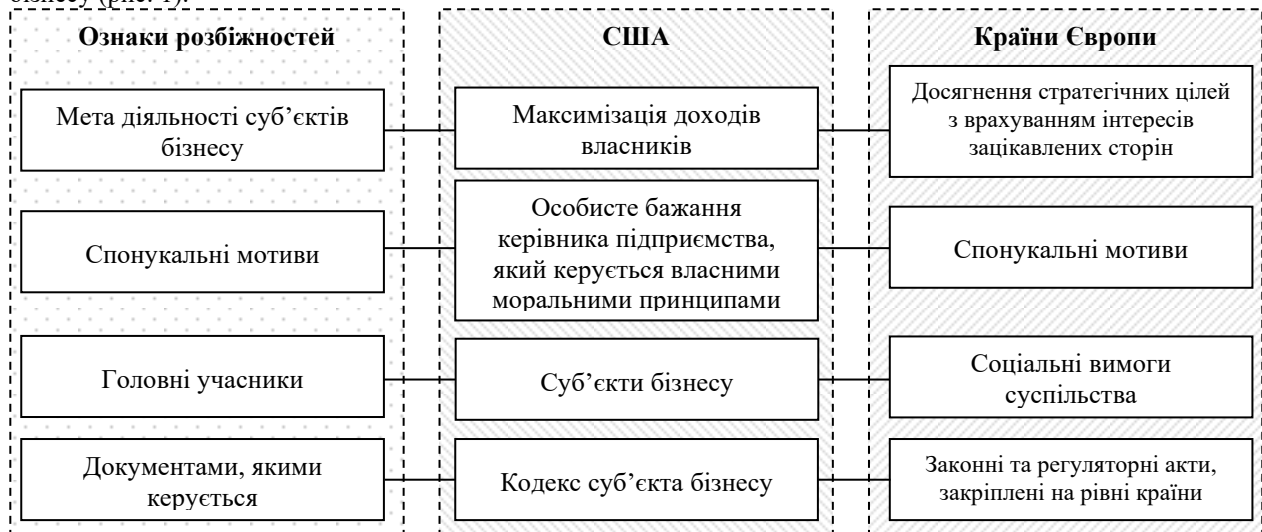 бізнесу (рис. 1).
Ознаки розбіжностей
США
Країни Європи
Мета діяльності суб’єктів
бізнесу
Максимізація доходів
власників
Досягнення стратегічних цілей
з врахуванням інтересів
зацікавлених сторін
Спонукальні мотиви
Особисте бажання
керівника підприємства,
який керується власними
моральними принципами
Спонукальні мотиви
Головні учасники
Суб’єкти бізнесу
Соціальні вимоги
суспільства
Документами, якими
керується
Кодекс суб’єкта бізнесу
Законні та регуляторні акти,
закріплені на рівні країни